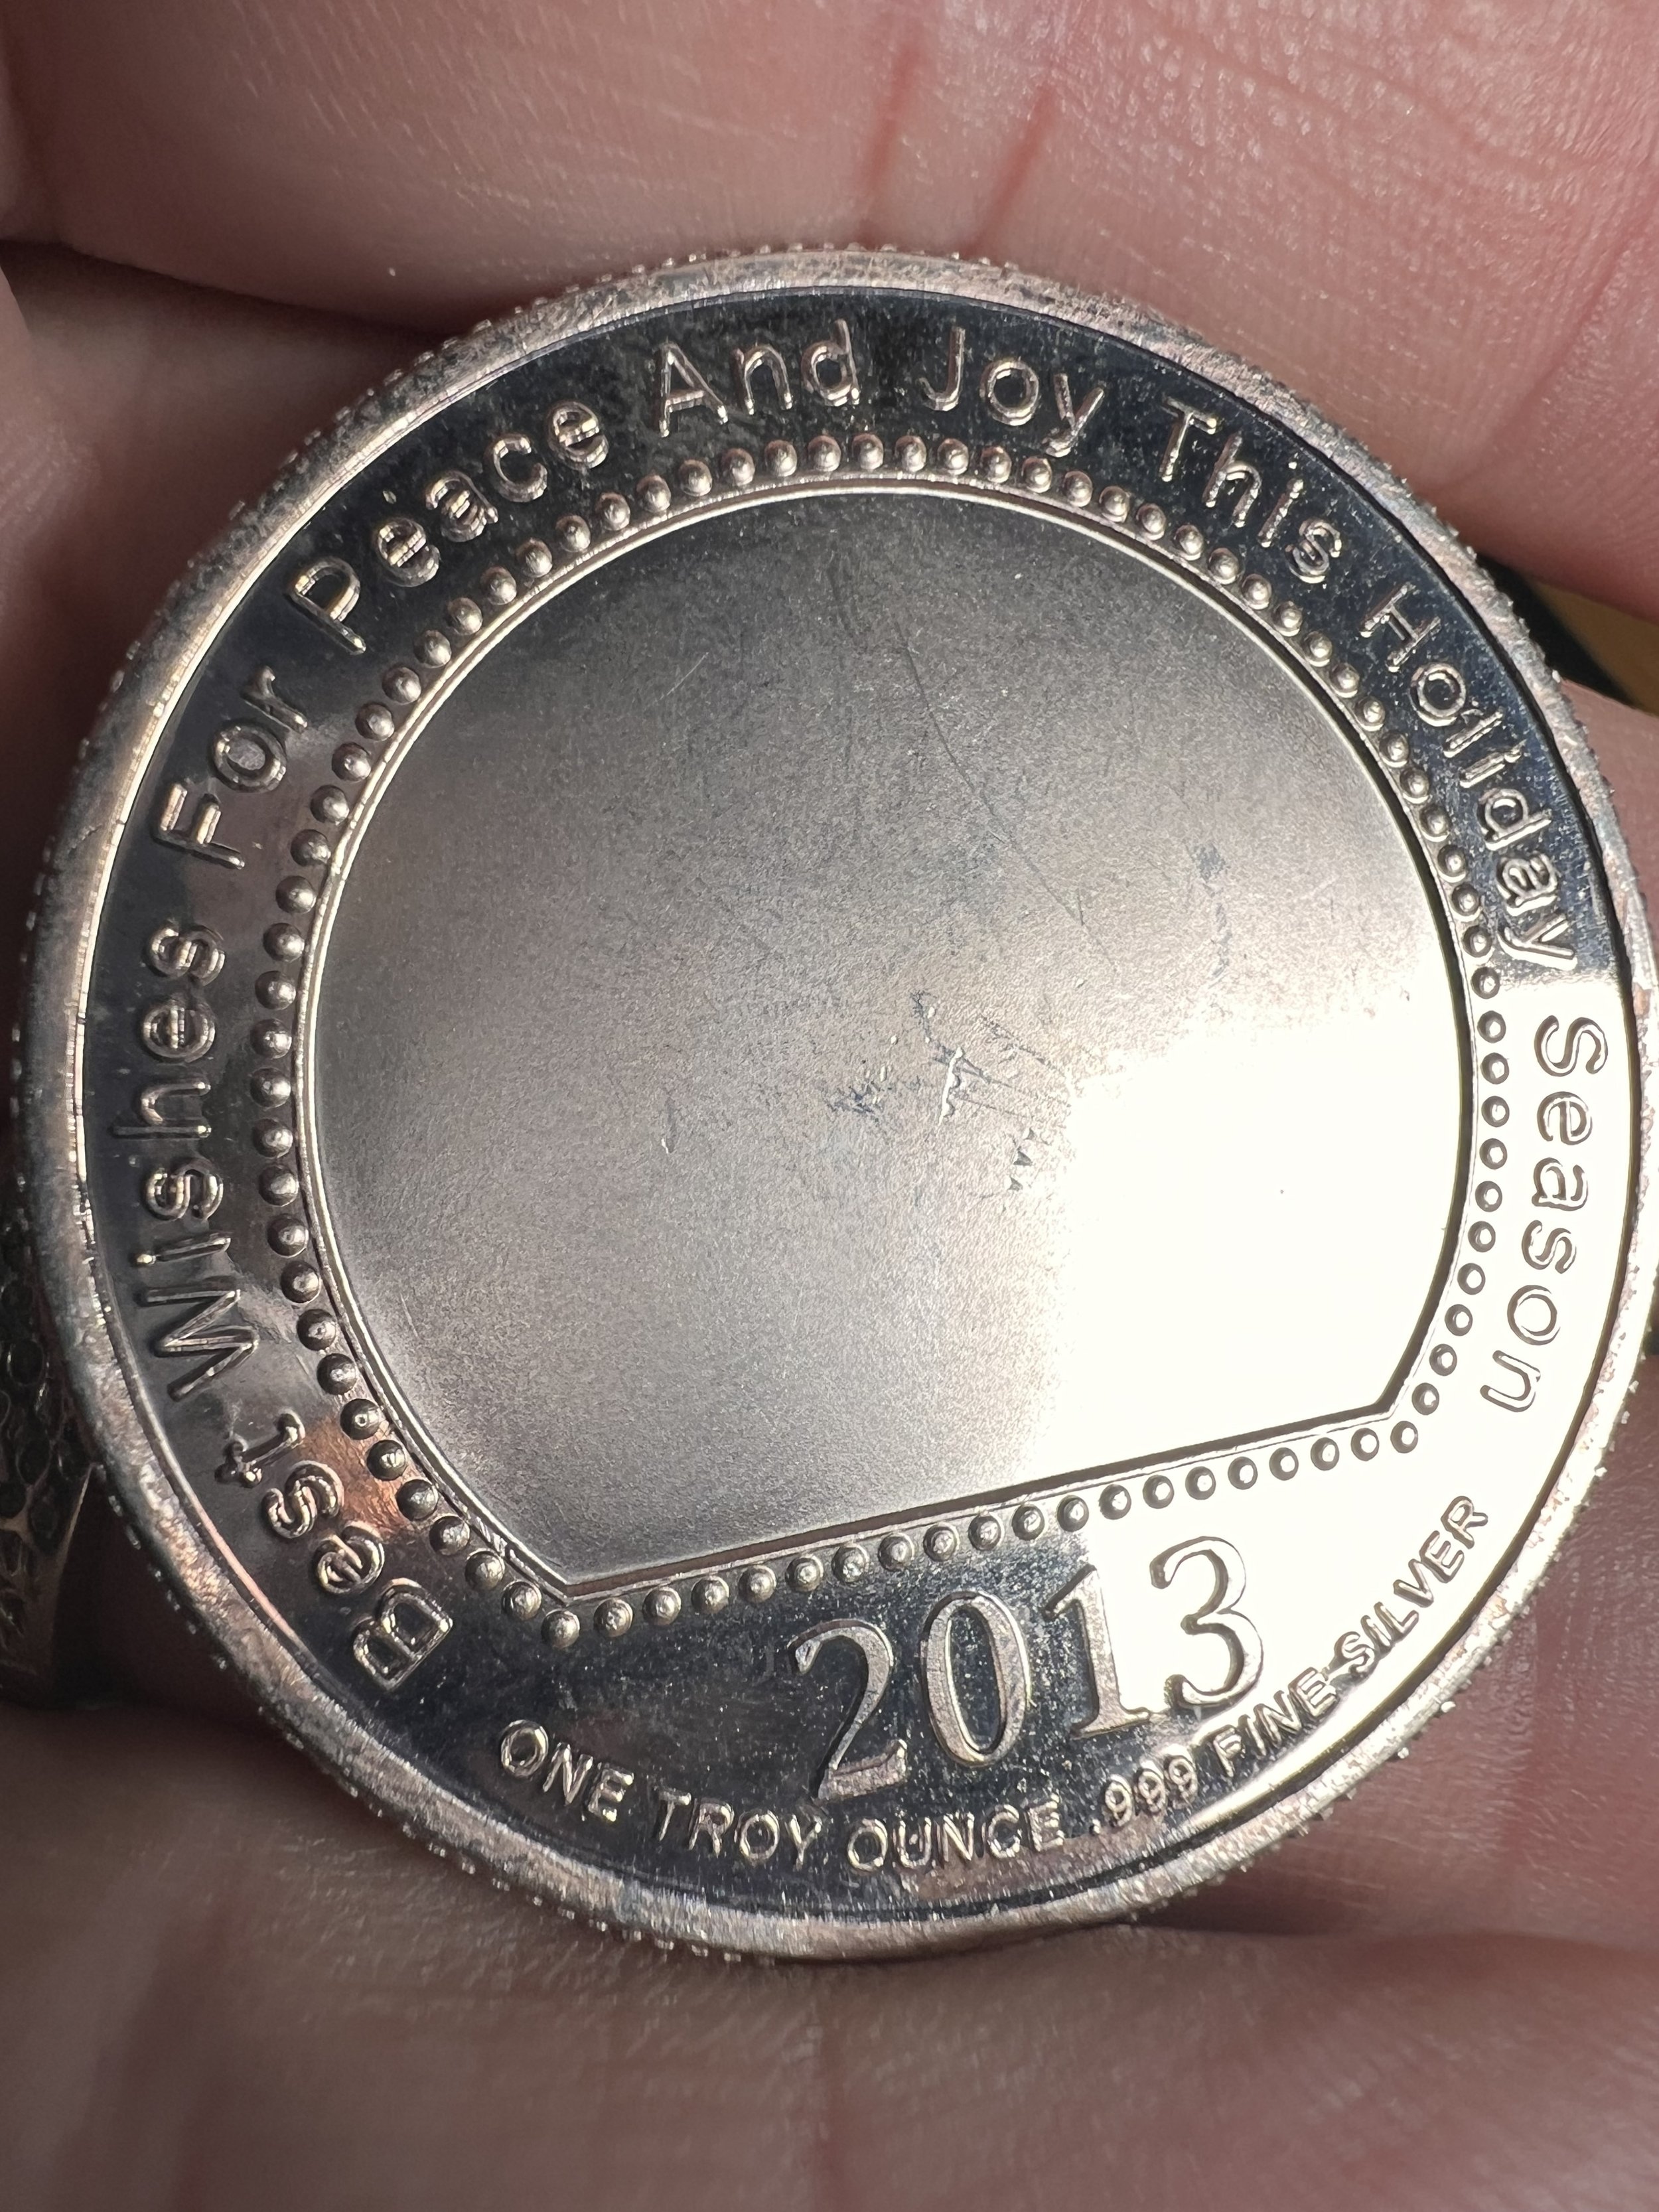 Best Wishes For Peace And Joy This Holiday Season
2013
ONE TROY OUNCE .999 FINE SILVER